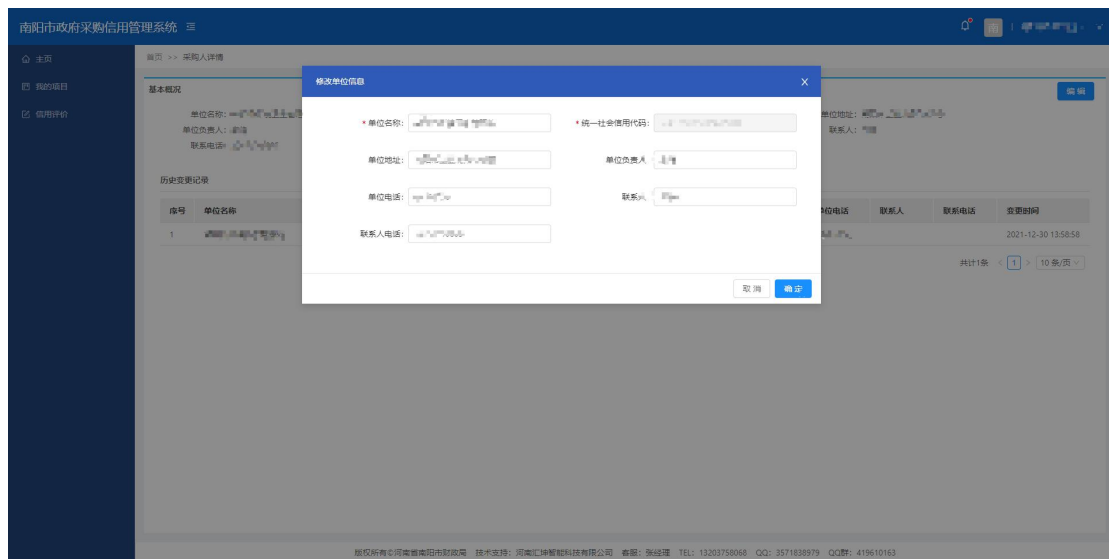 南阳市政府采购信用管理系统
南
主页
首页 >> 采购人详情
我的项目
信用评价
基本概况
编 辑
单位名称:
单位地址:
单位负责人:
联系人:
联系电话:
历史变更记录
序号 单位名称 单位电话 联系人 联系电话 变更时间
1 2021-12-30 13:58:58
共计1条 < 1 > 10 条/页
修改单位信息 X
* 单位名称: * 统一社会信用代码:
单位地址: 单位负责人
单位电话: 联系人
联系人电话:
取 消 确 定
版权所有©河南省南阳市财政局 技术支持：河南汇坤智能科技有限公司 客服：张经理 TEL：13203758068 QQ：3571838979 QQ群：419610163